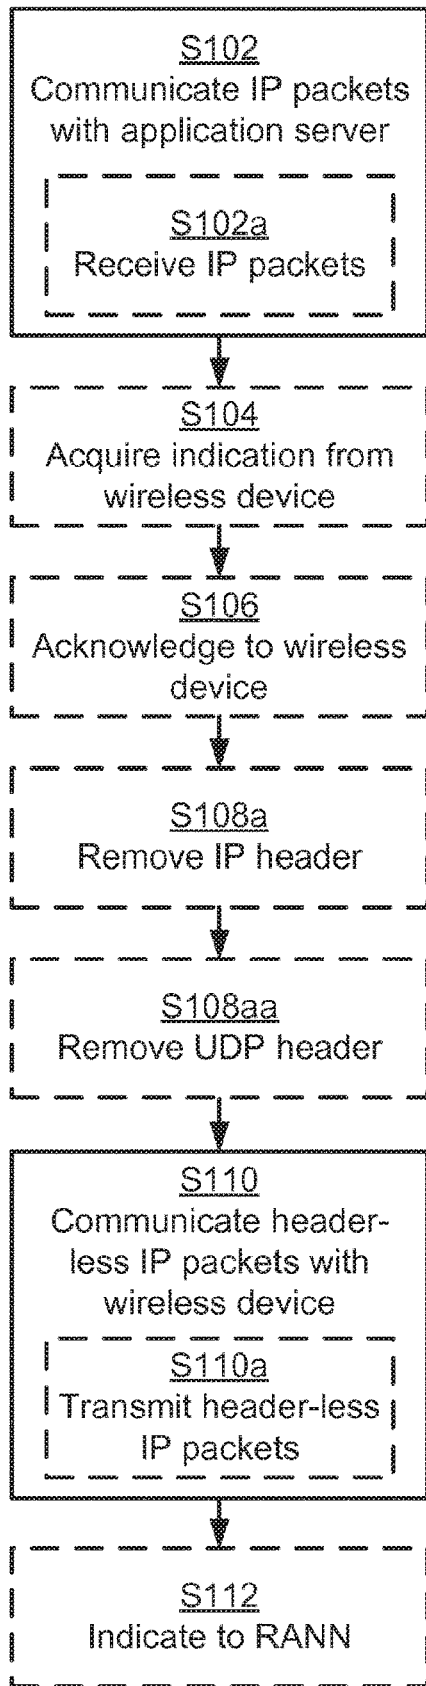 S102
Communicate IP packets
with application server
S102a
Receive IP packets
S104
Acquire indication from
wireless device
S106
Acknowledge to wireless
device
S108a
Remove IP header
S108aa
Remove UDP header
S110
Communicate header-
less IP packets with
wireless device
S110a
Transmit header-less
IP packets
S112
Indicate to RANN